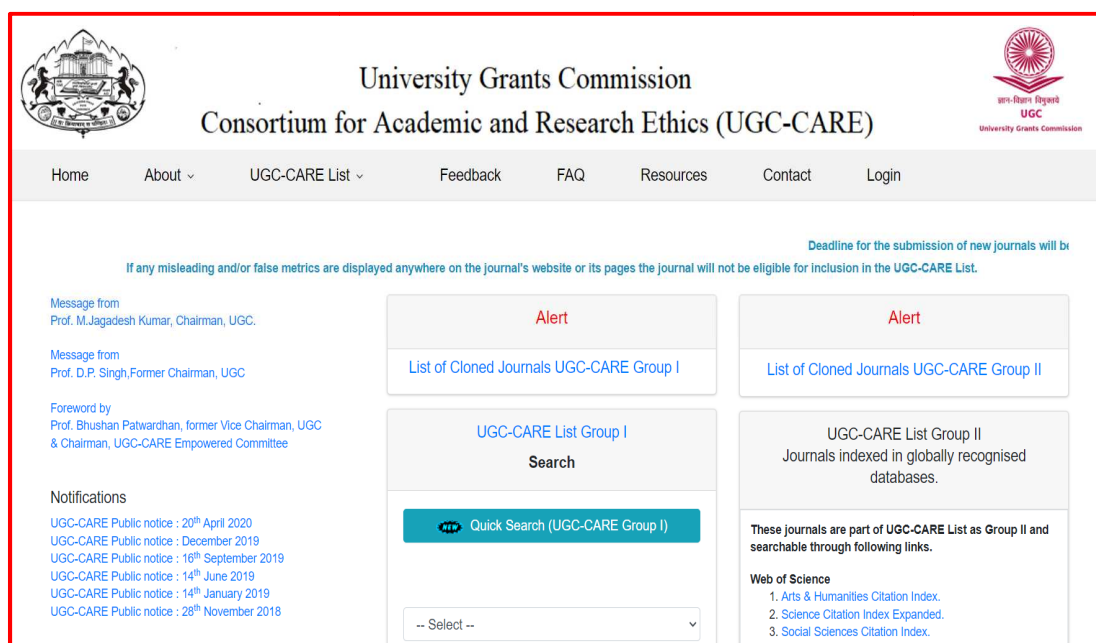 University Grants Commission
Consortium for Academic and Research Ethics (UGC-CARE)
ज्ञान-विज्ञान विमुक्तये
UGC
University Grants Commission
Home About UGC-CARE List Feedback FAQ Resources Contact Login
Deadline for the submission of new journals will be
If any misleading and/or false metrics are displayed anywhere on the journal's website or its pages the journal will not be eligible for inclusion in the UGC-CARE List.
Message from
Prof. M.Jagadesh Kumar, Chairman, UGC.
Message from
Prof. D.P. Singh,Former Chairman, UGC
Foreword by
Prof. Bhushan Patwardhan, former Vice Chairman, UGC
& Chairman, UGC-CARE Empowered Committee
Notifications
UGC-CARE Public notice : 20th April 2020
UGC-CARE Public notice : December 2019
UGC-CARE Public notice : 16th September 2019
UGC-CARE Public notice : 14th June 2019
UGC-CARE Public notice : 14th January 2019
UGC-CARE Public notice : 28th November 2018
Alert
List of Cloned Journals UGC-CARE Group I
UGC-CARE List Group I
Search
NEW Quick Search (UGC-CARE Group I)
-- Select --
Alert
List of Cloned Journals UGC-CARE Group II
UGC-CARE List Group II
Journals indexed in globally recognised
databases.
These journals are part of UGC-CARE List as Group II and
searchable through following links.
Web of Science
1. Arts & Humanities Citation Index.
2. Science Citation Index Expanded.
3. Social Sciences Citation Index.